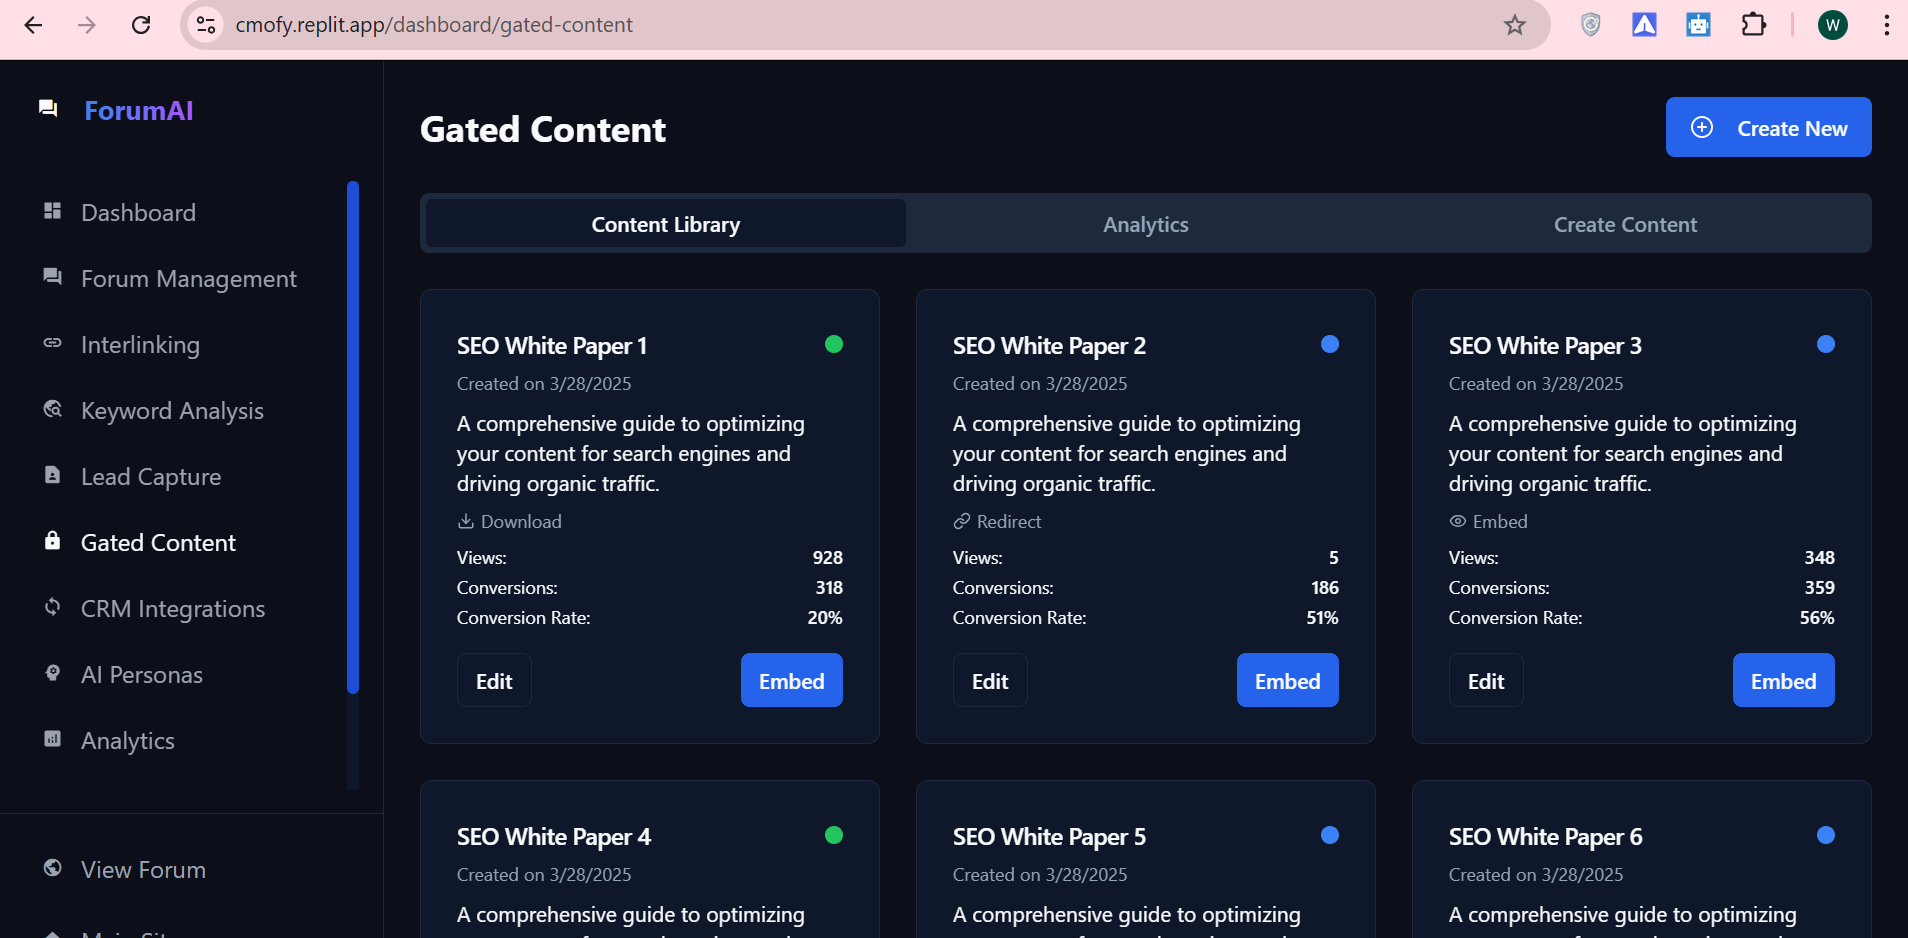 cmofy.replit.app/dashboard/gated-content
W
ForumAI
Dashboard
Forum Management
Interlinking
Keyword Analysis
Lead Capture
Gated Content
CRM Integrations
AI Personas
Analytics
View Forum
Gated Content
Create New
Content Library
Analytics
Create Content
SEO White Paper 1
Created on 3/28/2025
A comprehensive guide to optimizing
your content for search engines and
driving organic traffic.
Download
Views: 928
Conversions: 318
Conversion Rate: 20%
Edit
Embed
SEO White Paper 2
Created on 3/28/2025
A comprehensive guide to optimizing
your content for search engines and
driving organic traffic.
Redirect
Views: 5
Conversions: 186
Conversion Rate: 51%
Edit
Embed
SEO White Paper 3
Created on 3/28/2025
A comprehensive guide to optimizing
your content for search engines and
driving organic traffic.
Embed
Views: 348
Conversions: 359
Conversion Rate: 56%
Edit
Embed
SEO White Paper 4
Created on 3/28/2025
A comprehensive guide to optimizing
SEO White Paper 5
Created on 3/28/2025
A comprehensive guide to optimizing
SEO White Paper 6
Created on 3/28/2025
A comprehensive guide to optimizing